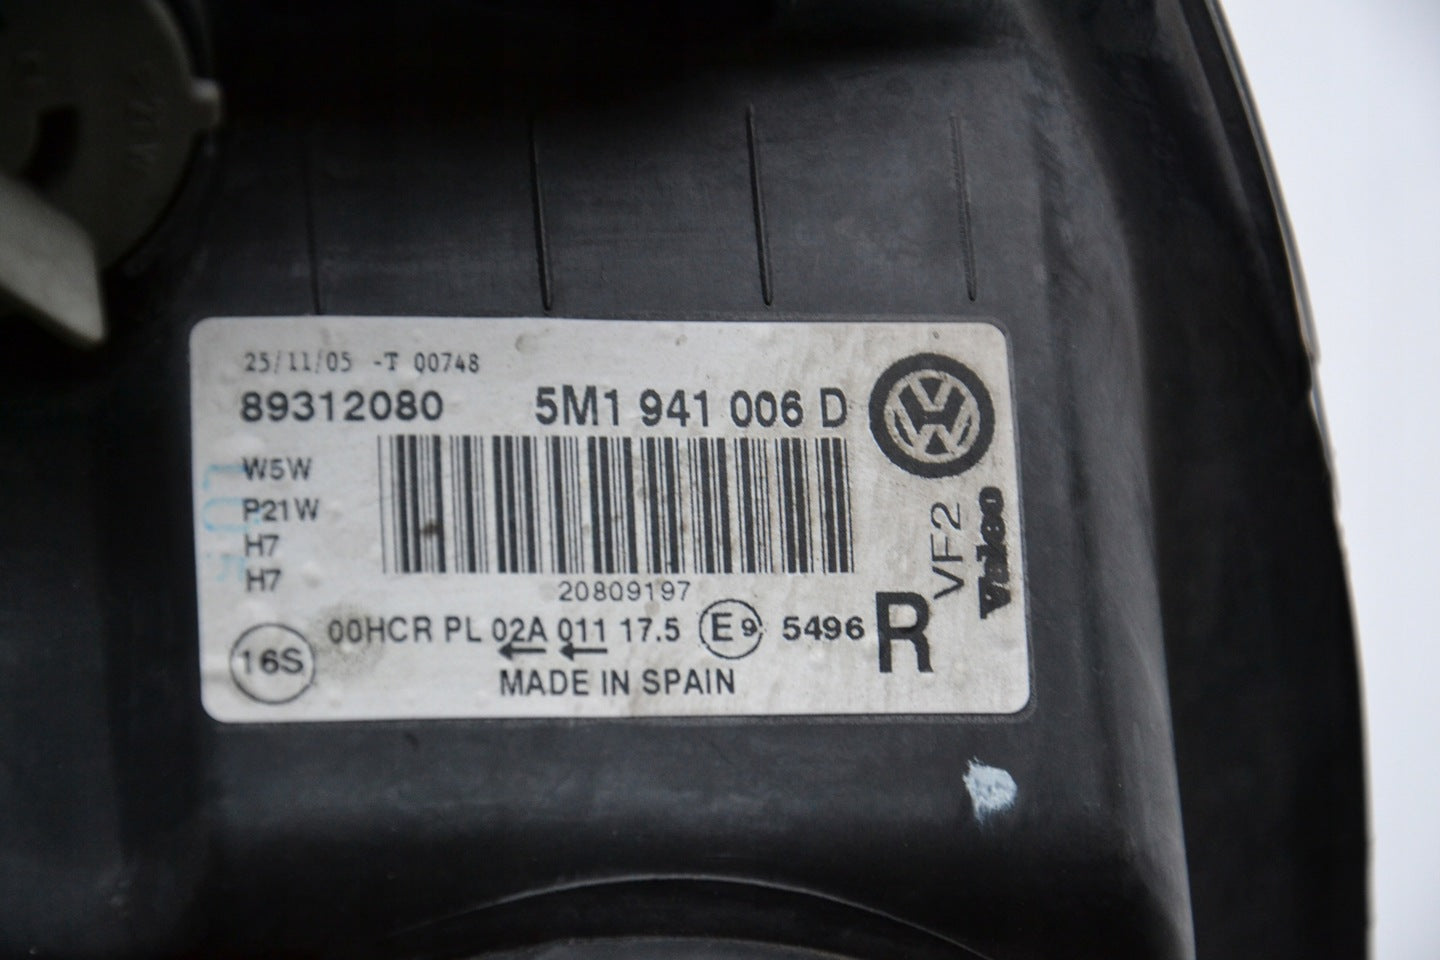 25/11/05 -T 00748
89312080 5M1 941 006 D
W5W
P21W
H7
H7
20809197
VF2
Valeo
00HCR PL 02A 011 17.5 E9 5496 R
16S
MADE IN SPAIN